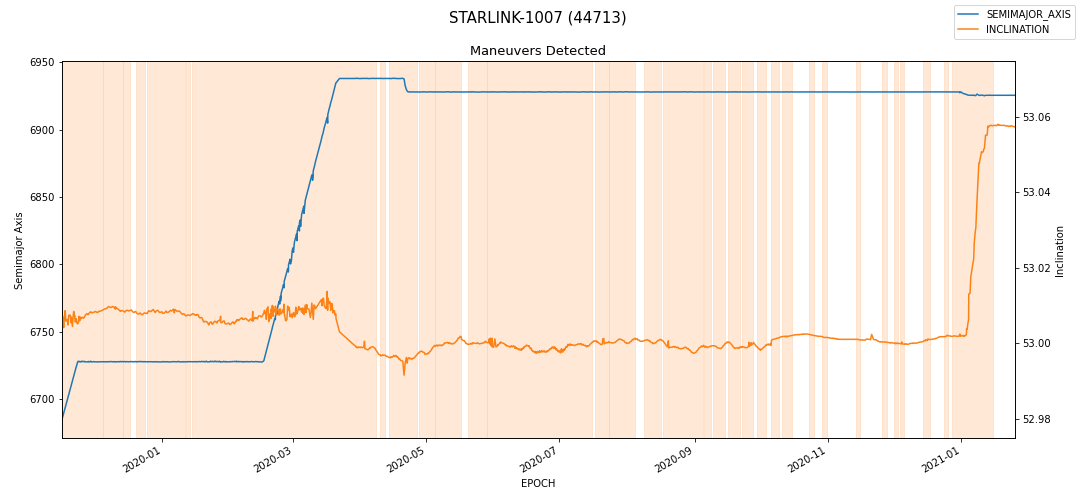 STARLINK-1007 (44713)
SEMIMAJOR_AXIS
INCLINATION
Maneuvers Detected
6950
6900
6850
6800
6750
6700
Semimajor Axis
53.06
53.04
53.02
53.00
52.98
Inclination
2020-01
2020-03
2020-05
2020-07
2020-09
2020-11
2021-01
EPOCH